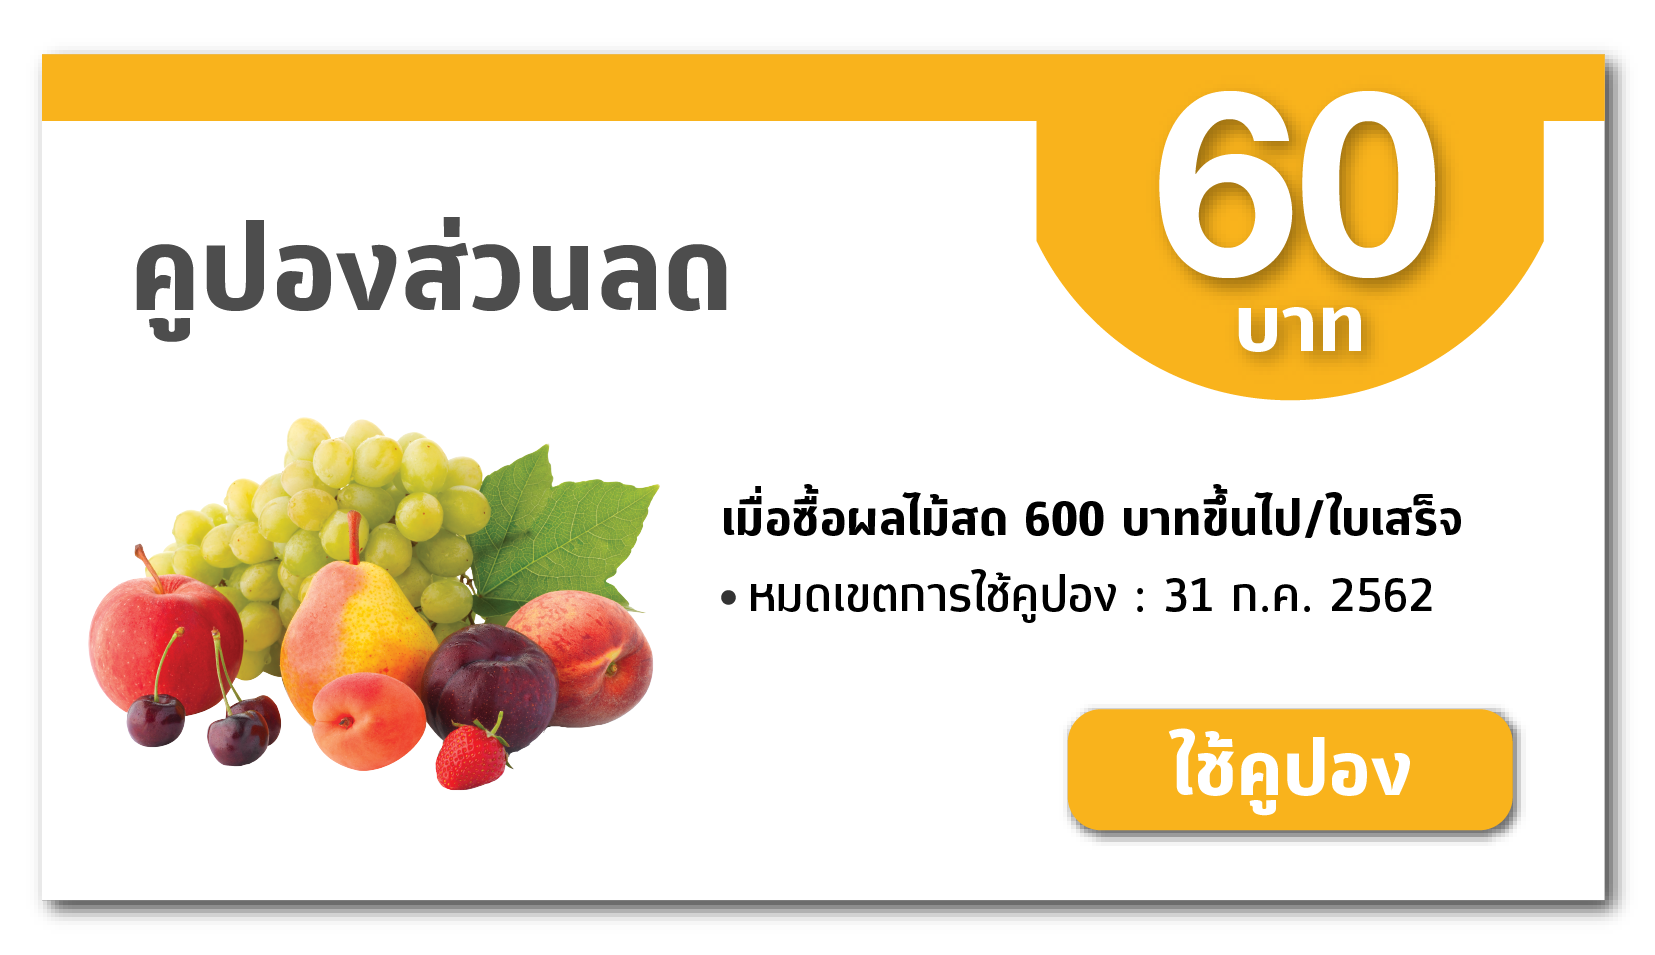 60
บาท
คูปองส่วนลด
เมื่อซื้อผลไม้สด 600 บาทขึ้นไป/ใบเสร็จ
• หมดเขตการใช้คูปอง : 31 ก.ค. 2562
ใช้คูปอง